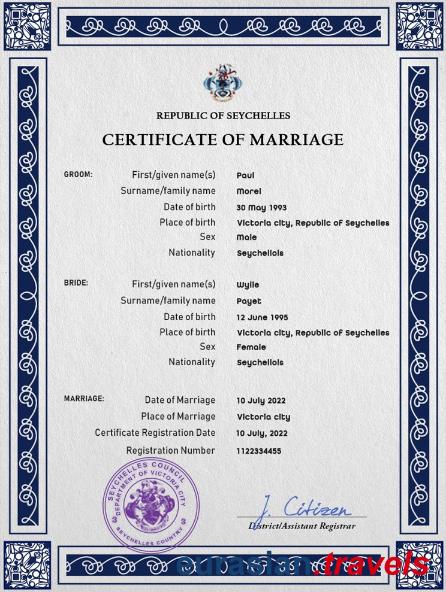 REPUBLIC OF SEYCHELLES
CERTIFICATE OF MARRIAGE
GROOM: First/given name(s) Paul
Surname/family name Morel
Date of birth 30 May 1993
Place of birth Victoria city, Republic of Seychelles
Sex Male
Nationality Seychellois
BRIDE: First/given name(s) Wylie
Surname/family name Payet
Date of birth 12 June 1995
Place of birth Victoria city, Republic of Seychelles
Sex Female
Nationality Seychellois
MARRIAGE: Date of Marriage 10 July 2022
Place of Marriage Victoria city
Certificate Registration Date 10 July, 2022
Registration Number 1122334455
SEYCHELLES COUNCIL
DEPARTMENT OF VICTORIA CITY
SEYCHELLES COUNTRY
J. Citizen
District/Assistant Registrar
eurasian.travels